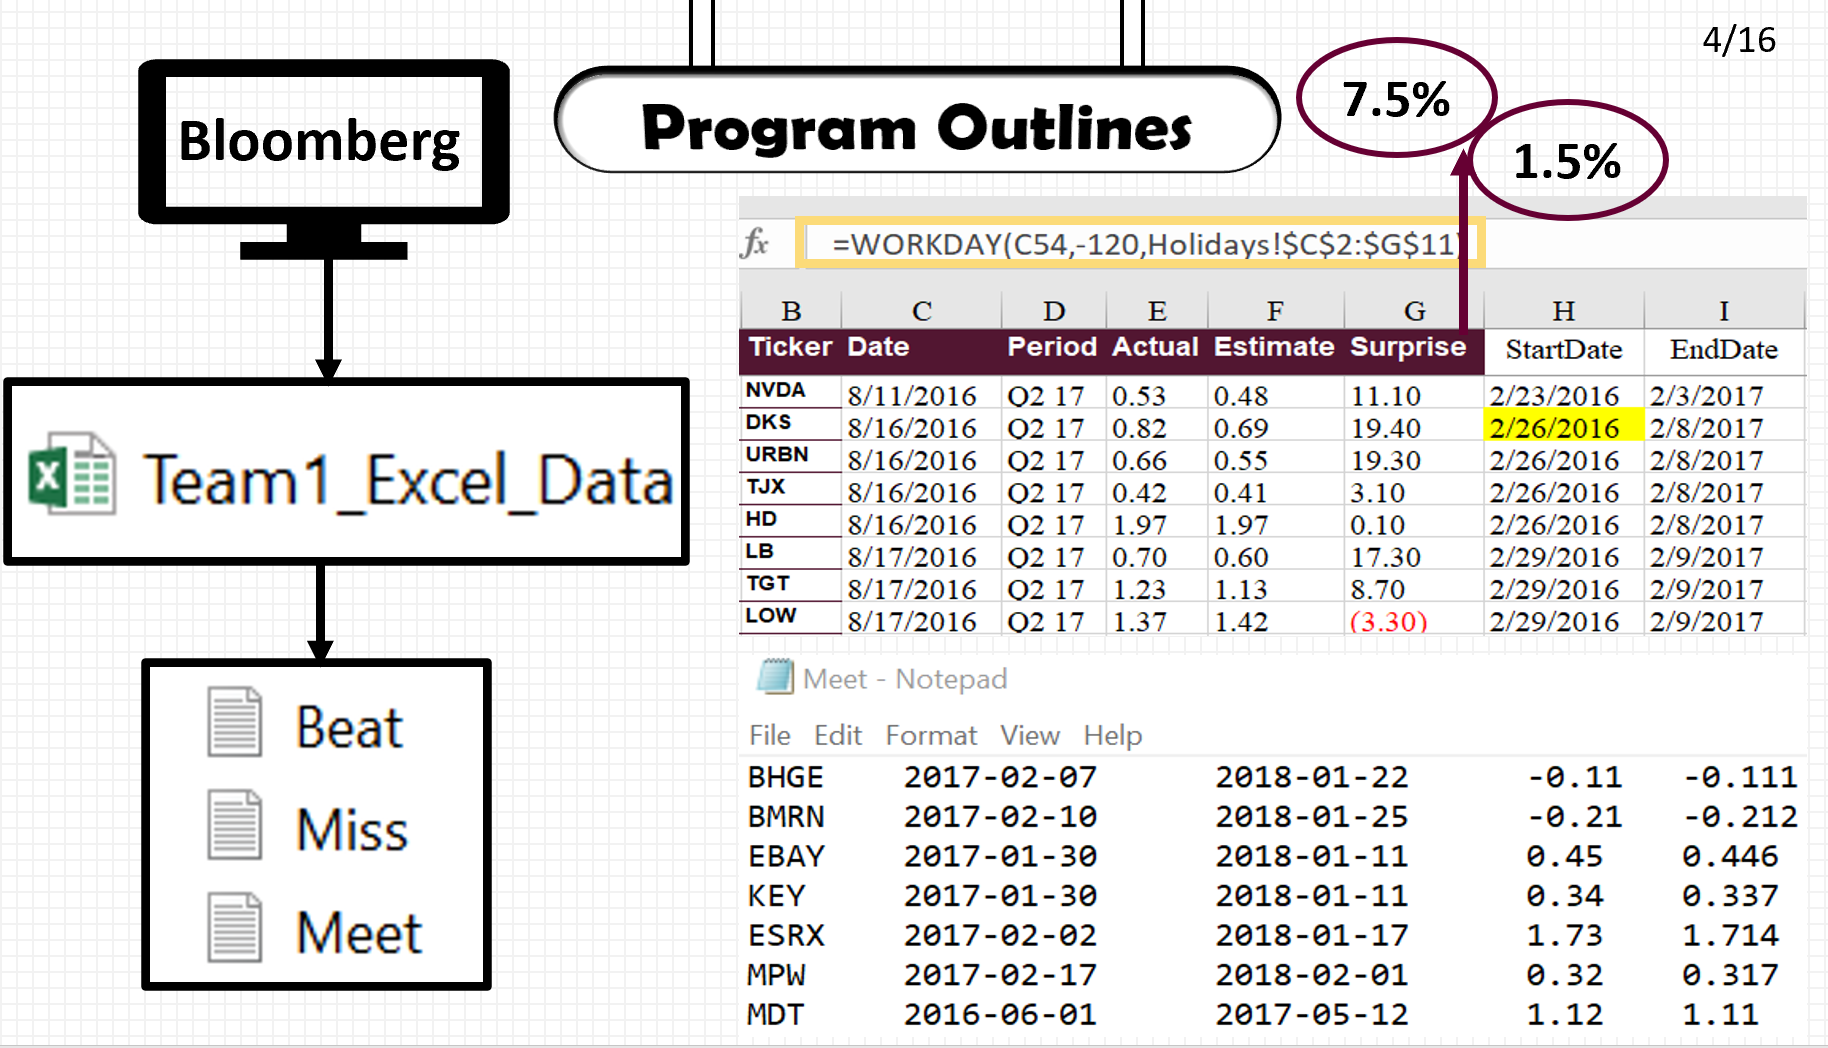 4/16
Bloomberg
Program Outlines
7.5%
1.5%
Team1_Excel_Data
Beat
Miss
Meet
fx =WORKDAY(C54,-120,Holidays!$C$2:$G$11)
B C D E F G H I
Ticker Date Period Actual Estimate Surprise StartDate EndDate
NVDA 8/11/2016 Q2 17 0.53 0.48 11.10 2/23/2016 2/3/2017
DKS 8/16/2016 Q2 17 0.82 0.69 19.40 2/26/2016 2/8/2017
URBN 8/16/2016 Q2 17 0.66 0.55 19.30 2/26/2016 2/8/2017
TJX 8/16/2016 Q2 17 0.42 0.41 3.10 2/26/2016 2/8/2017
HD 8/16/2016 Q2 17 1.97 1.97 0.10 2/26/2016 2/8/2017
LB 8/17/2016 Q2 17 0.70 0.60 17.30 2/29/2016 2/9/2017
TGT 8/17/2016 Q2 17 1.23 1.13 8.70 2/29/2016 2/9/2017
LOW 8/17/2016 Q2 17 1.37 1.42 (3.30) 2/29/2016 2/9/2017
Meet - Notepad
File Edit Format View Help
BHGE 2017-02-07 2018-01-22 -0.11 -0.111
BMRN 2017-02-10 2018-01-25 -0.21 -0.212
EBAY 2017-01-30 2018-01-11 0.45 0.446
KEY 2017-01-30 2018-01-11 0.34 0.337
ESRX 2017-02-02 2018-01-17 1.73 1.714
MPW 2017-02-17 2018-02-01 0.32 0.317
MDT 2016-06-01 2017-05-12 1.12 1.11